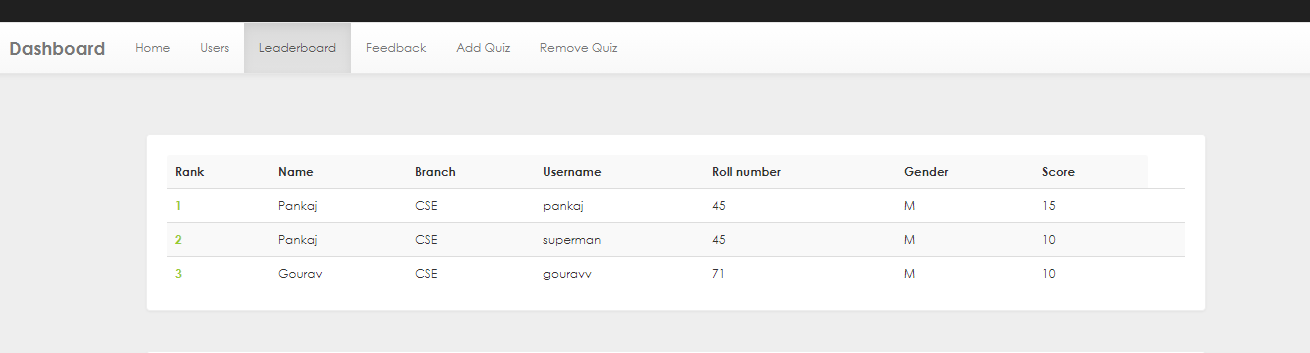 Dashboard Home Users Leaderboard Feedback Add Quiz Remove Quiz
Rank Name Branch Username Roll number Gender Score
1 Pankaj CSE pankaj 45 M 15
2 Pankaj CSE superman 45 M 10
3 Gourav CSE gouravv 71 M 10